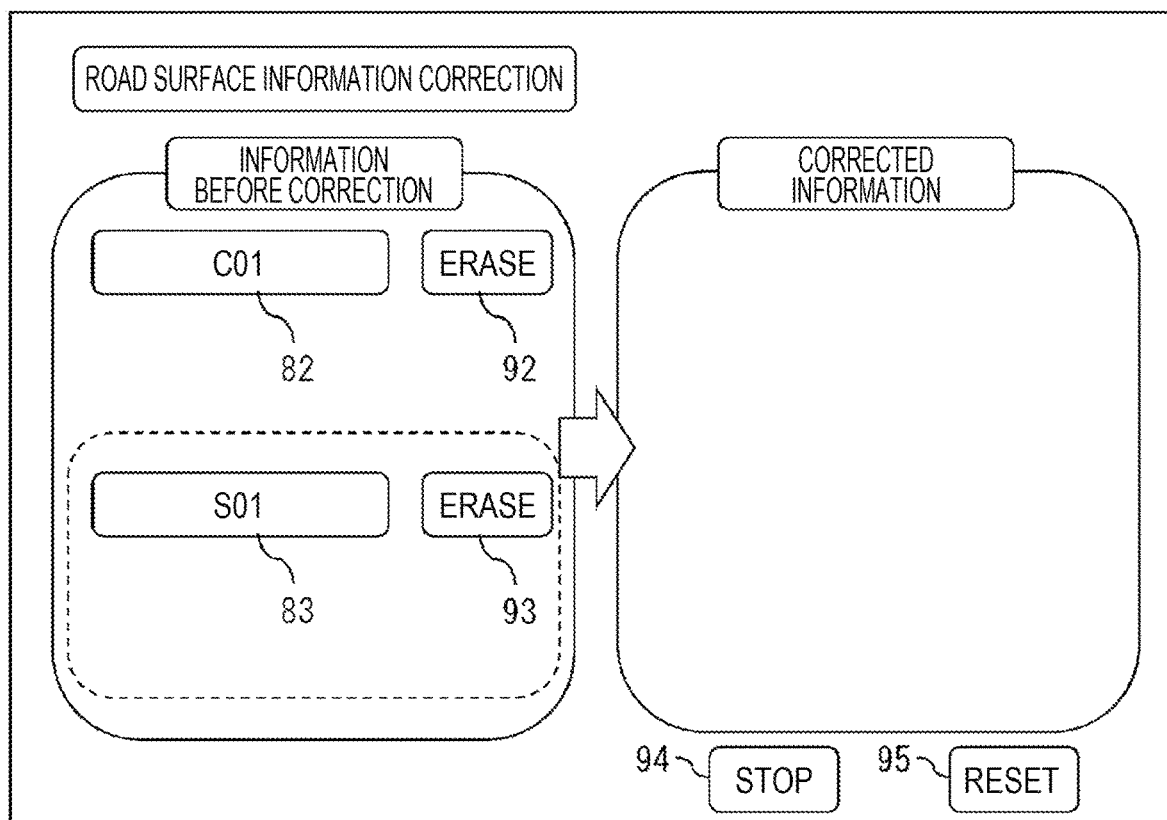 ROAD SURFACE INFORMATION CORRECTION
INFORMATION
BEFORE CORRECTION
C01
ERASE
82
92
S01
ERASE
83
93
CORRECTED
INFORMATION
94
STOP
95
RESET